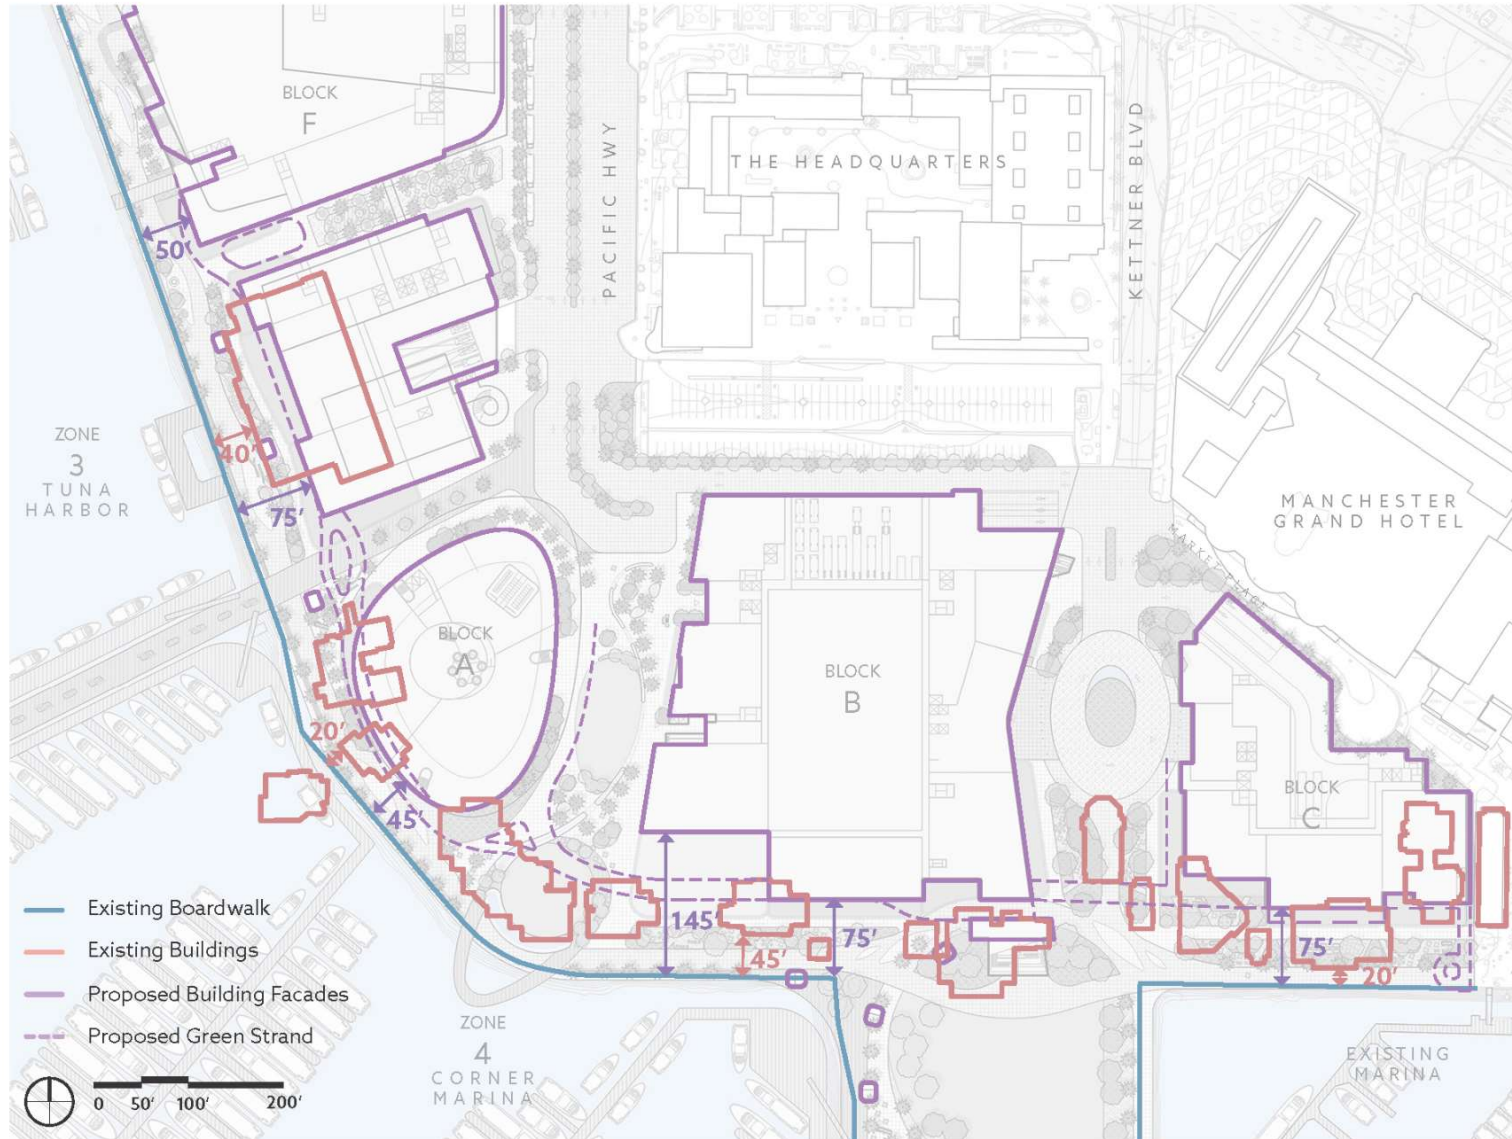 BLOCK
F
PACIFIC HWY
THE HEADQUARTERS
KETTNER BLVD
50'
40'
ZONE
3
TUNA
HARBOR
75'
MANCHESTER
GRAND HOTEL
MARKET PLACE
BLOCK
A
BLOCK
B
20'
BLOCK
C
45'
145'
75'
45'
75'
20'
Existing Boardwalk
Existing Buildings
Proposed Building Facades
Proposed Green Strand
ZONE
4
CORNER
MARINA
EXISTING
MARINA
0 50' 100' 200'